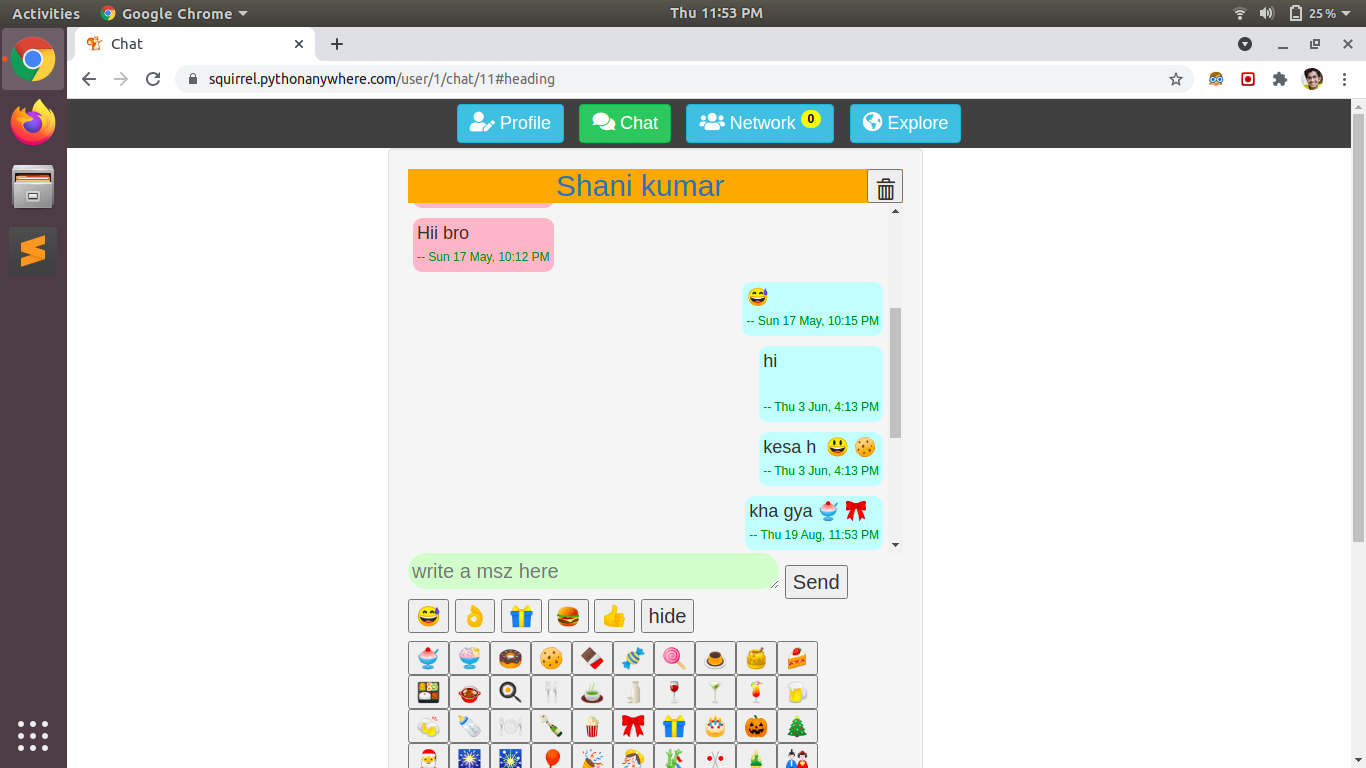 Activities Google Chrome Thu 11:53 PM 25%
Chat
squirrel.pythonanywhere.com/user/1/chat/11#heading
Profile Chat Network 0 Explore
Shani kumar
Hii bro
-- Sun 17 May, 10:12 PM
😅
-- Sun 17 May, 10:15 PM
hi
-- Thu 3 Jun, 4:13 PM
kesa h 😃 🍪
-- Thu 3 Jun, 4:13 PM
kha gya 🍧 🎀
-- Thu 19 Aug, 11:53 PM
write a msz here
Send
hide